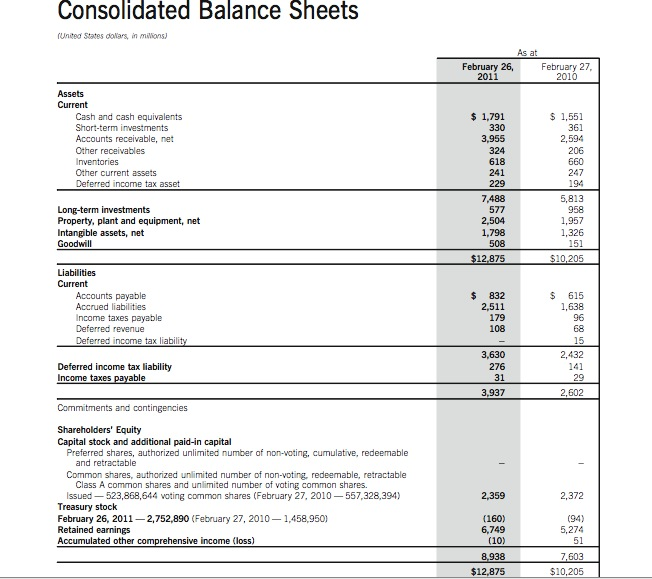 Consolidated Balance Sheets
(United States dollars, in millions)
As at
February 26, 2011 February 27, 2010
Assets
Current
Cash and cash equivalents $ 1,791 $ 1,551
Short-term investments 330 361
Accounts receivable, net 3,955 2,594
Other receivables 324 206
Inventories 618 660
Other current assets 241 247
Deferred income tax asset 229 194
7,488 5,813
Long-term investments 577 958
Property, plant and equipment, net 2,504 1,957
Intangible assets, net 1,798 1,326
Goodwill 508 151
$12,875 $10,205
Liabilities
Current
Accounts payable $ 832 $ 615
Accrued liabilities 2,511 1,638
Income taxes payable 179 96
Deferred revenue 108 68
Deferred income tax liability – 15
3,630 2,432
Deferred income tax liability 276 141
Income taxes payable 31 29
3,937 2,602
Commitments and contingencies
Shareholders' Equity
Capital stock and additional paid-in capital
Preferred shares, authorized unlimited number of non-voting, cumulative, redeemable
and retractable – –
Common shares, authorized unlimited number of non-voting, redeemable, retractable
Class A common shares and unlimited number of voting common shares.
Issued — 523,868,644 voting common shares (February 27, 2010 — 557,328,394) 2,359 2,372
Treasury stock
February 26, 2011 — 2,752,890 (February 27, 2010 — 1,458,950) (160) (94)
Retained earnings 6,749 5,274
Accumulated other comprehensive income (loss) (10) 51
8,938 7,603
$12,875 $10,205